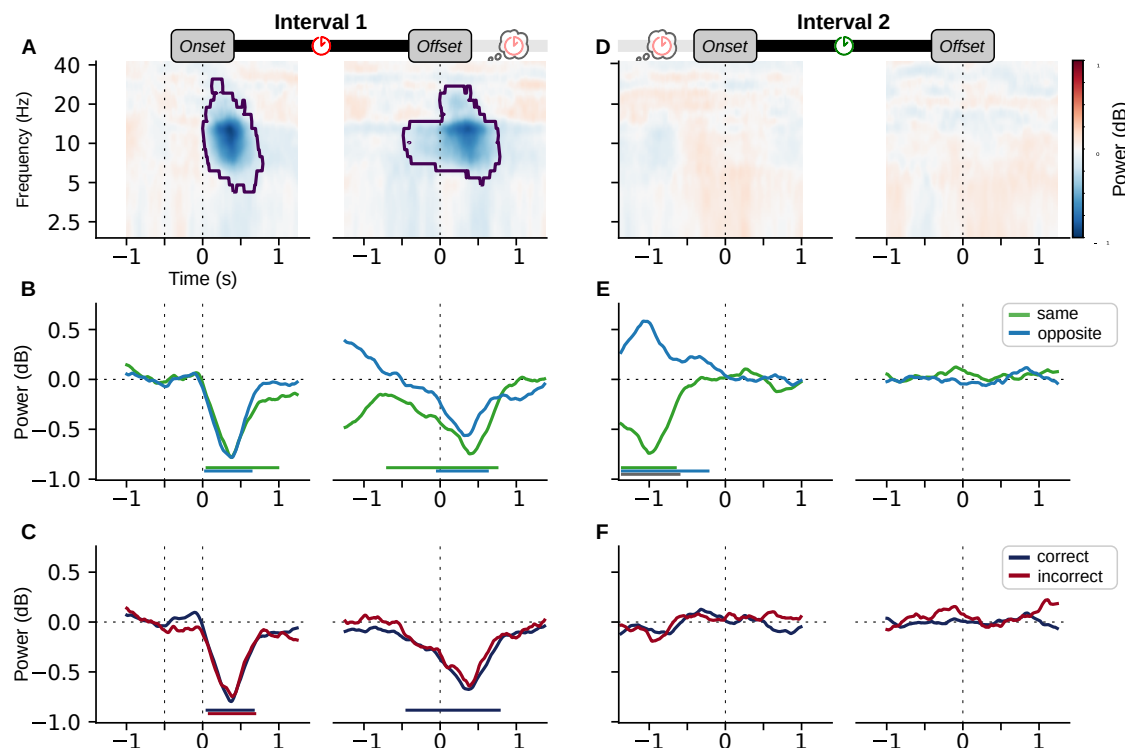 Interval 1
Interval 2
A
Onset
Offset
D
Onset
Offset
40
20
10
5
2.5
Frequency (Hz)
−1
0
1
−1
0
1
−1
0
1
−1
0
1
Time (s)
1
0
− 1
Power (dB)
B
0.5
0.0
−0.5
−1.0
Power (dB)
−1
0
1
−1
0
1
E
same
opposite
−1
0
1
−1
0
1
C
0.5
0.0
−0.5
−1.0
Power (dB)
−1
0
1
−1
0
1
F
correct
incorrect
−1
0
1
−1
0
1